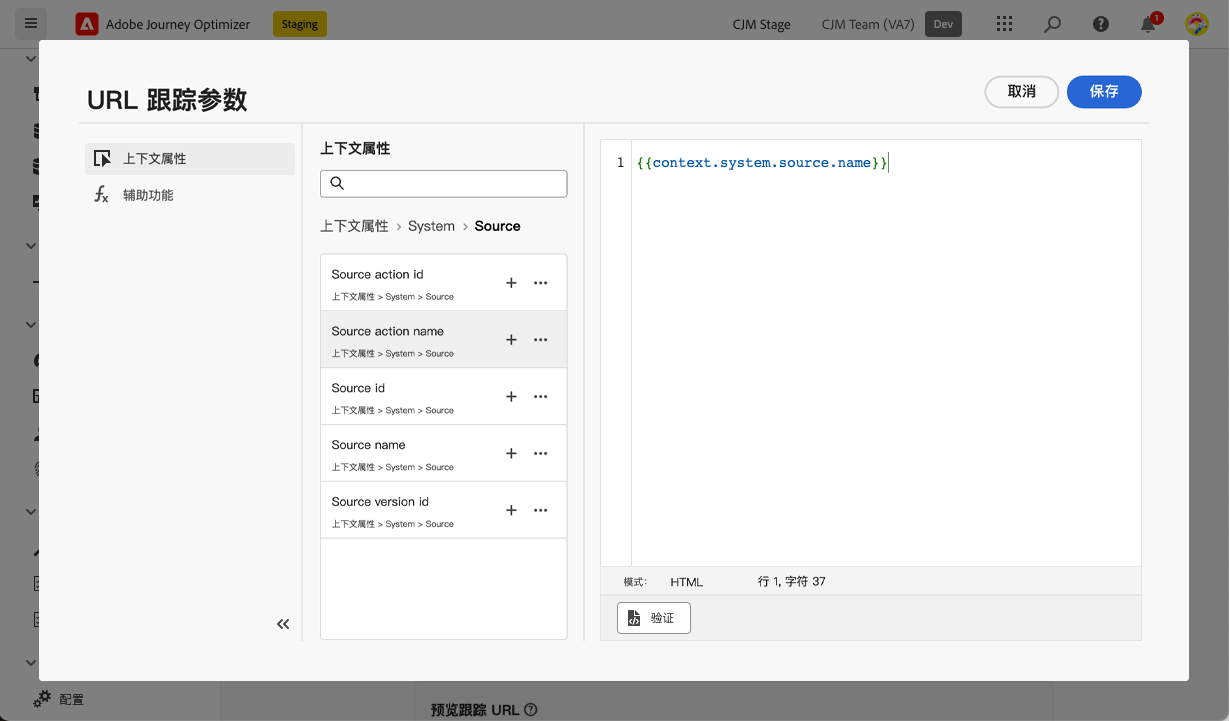 Adobe Journey Optimizer
Staging
CJM Stage
CJM Team (VA7)
Dev
1
URL 跟踪参数
取消
保存
上下文属性
辅助功能
上下文属性
上下文属性 > System > Source
Source action id
上下文属性 > System > Source
Source action name
上下文属性 > System > Source
Source id
上下文属性 > System > Source
Source name
上下文属性 > System > Source
Source version id
上下文属性 > System > Source
1 {{context.system.source.name}}
模式: HTML 行 1, 字符 37
验证
配置
预览跟踪 URL